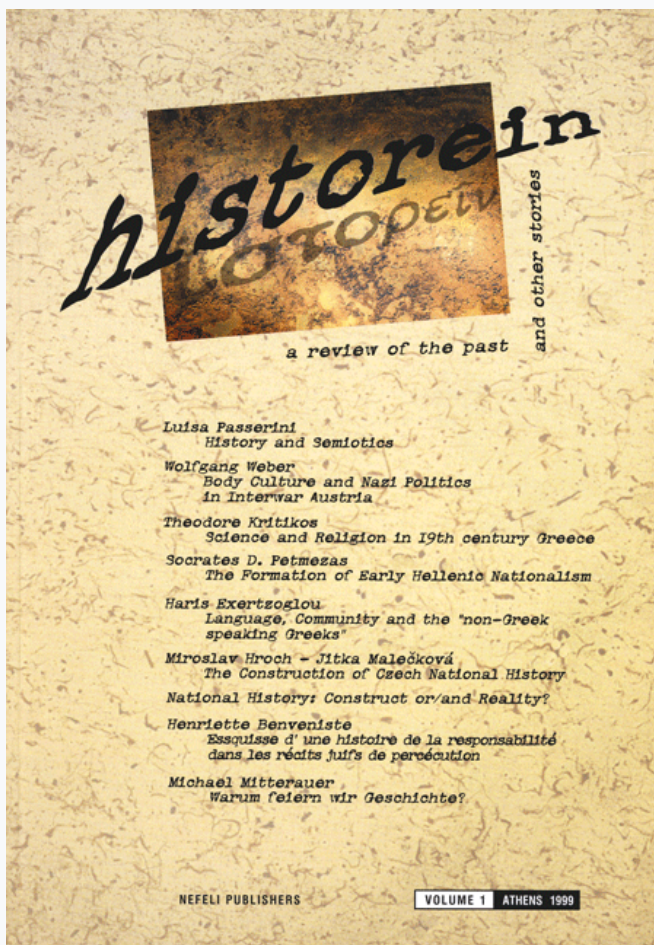 historein
ιστορείν
a review of the past
and other stories
Luisa Passerini
History and Semiotics
Wolfgang Weber
Body Culture and Nazi Politics
in Interwar Austria
Theodore Kritikos
Science and Religion in 19th century Greece
Socrates D. Petmezas
The Formation of Early Hellenic Nationalism
Haris Exertzoglou
Language, Community and the "non-Greek
speaking Greeks"
Miroslav Hroch - Jitka Malečková
The Construction of Czech National History
National History: Construct or/and Reality?
Henriette Benveniste
Essquisse d' une histoire de la responsabilité
dans les récits juifs de percécution
Michael Mitterauer
Warum feiern wir Geschichte?
NEFELI PUBLISHERS
VOLUME 1 ATHENS 1999